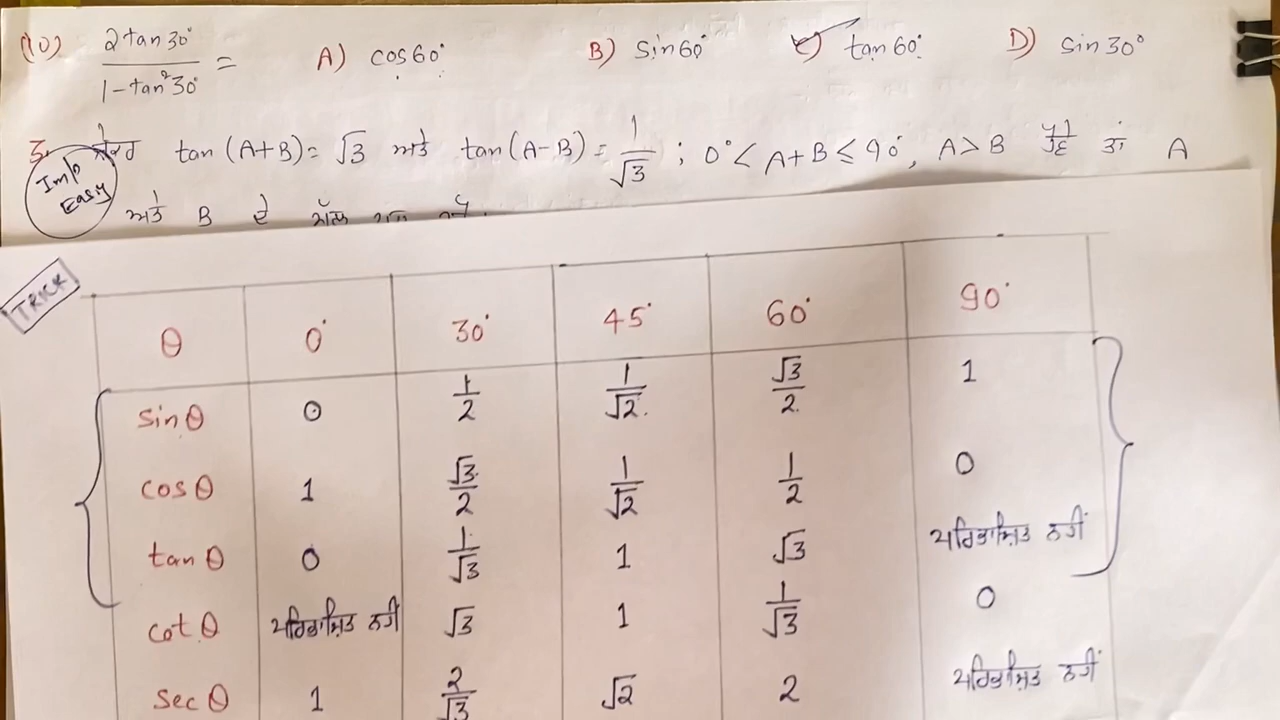 (10) 2tan30°/1-tan²30° = A) cos60° B) sin60° C) tan60° D) sin30°
3. ਜੇਕਰ tan(A+B)= √3 ਅਤੇ tan(A-B)= 1/√3 ; 0°< A+B ≤ 90°, A>B ਹੋਵੇ ਤਾਂ A
Imp Easy
ਅਤੇ B ਦੇ ਮੁੱਲ
TRICK
θ 0° 30° 45° 60° 90°
sinθ 0 1/2 1/√2 √3/2 1
cosθ 1 √3/2 1/√2 1/2 0
tanθ 0 1/√3 1 √3 ਪਰਿਭਾਸ਼ਿਤ ਨਹੀਂ
cotθ ਪਰਿਭਾਸ਼ਿਤ ਨਹੀਂ √3 1 1/√3 0
secθ 1 2/√3 √2 2 ਪਰਿਭਾਸ਼ਿਤ ਨਹੀਂ